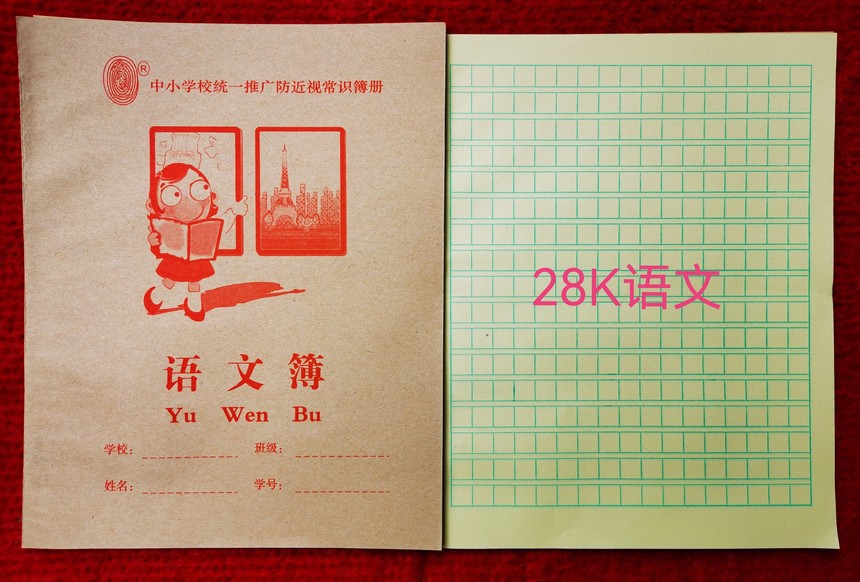 ®
中小学校统一推广防近视常识簿册
语文簿
Yu Wen Bu
学校: 班级:
姓名: 学号:
28K语文